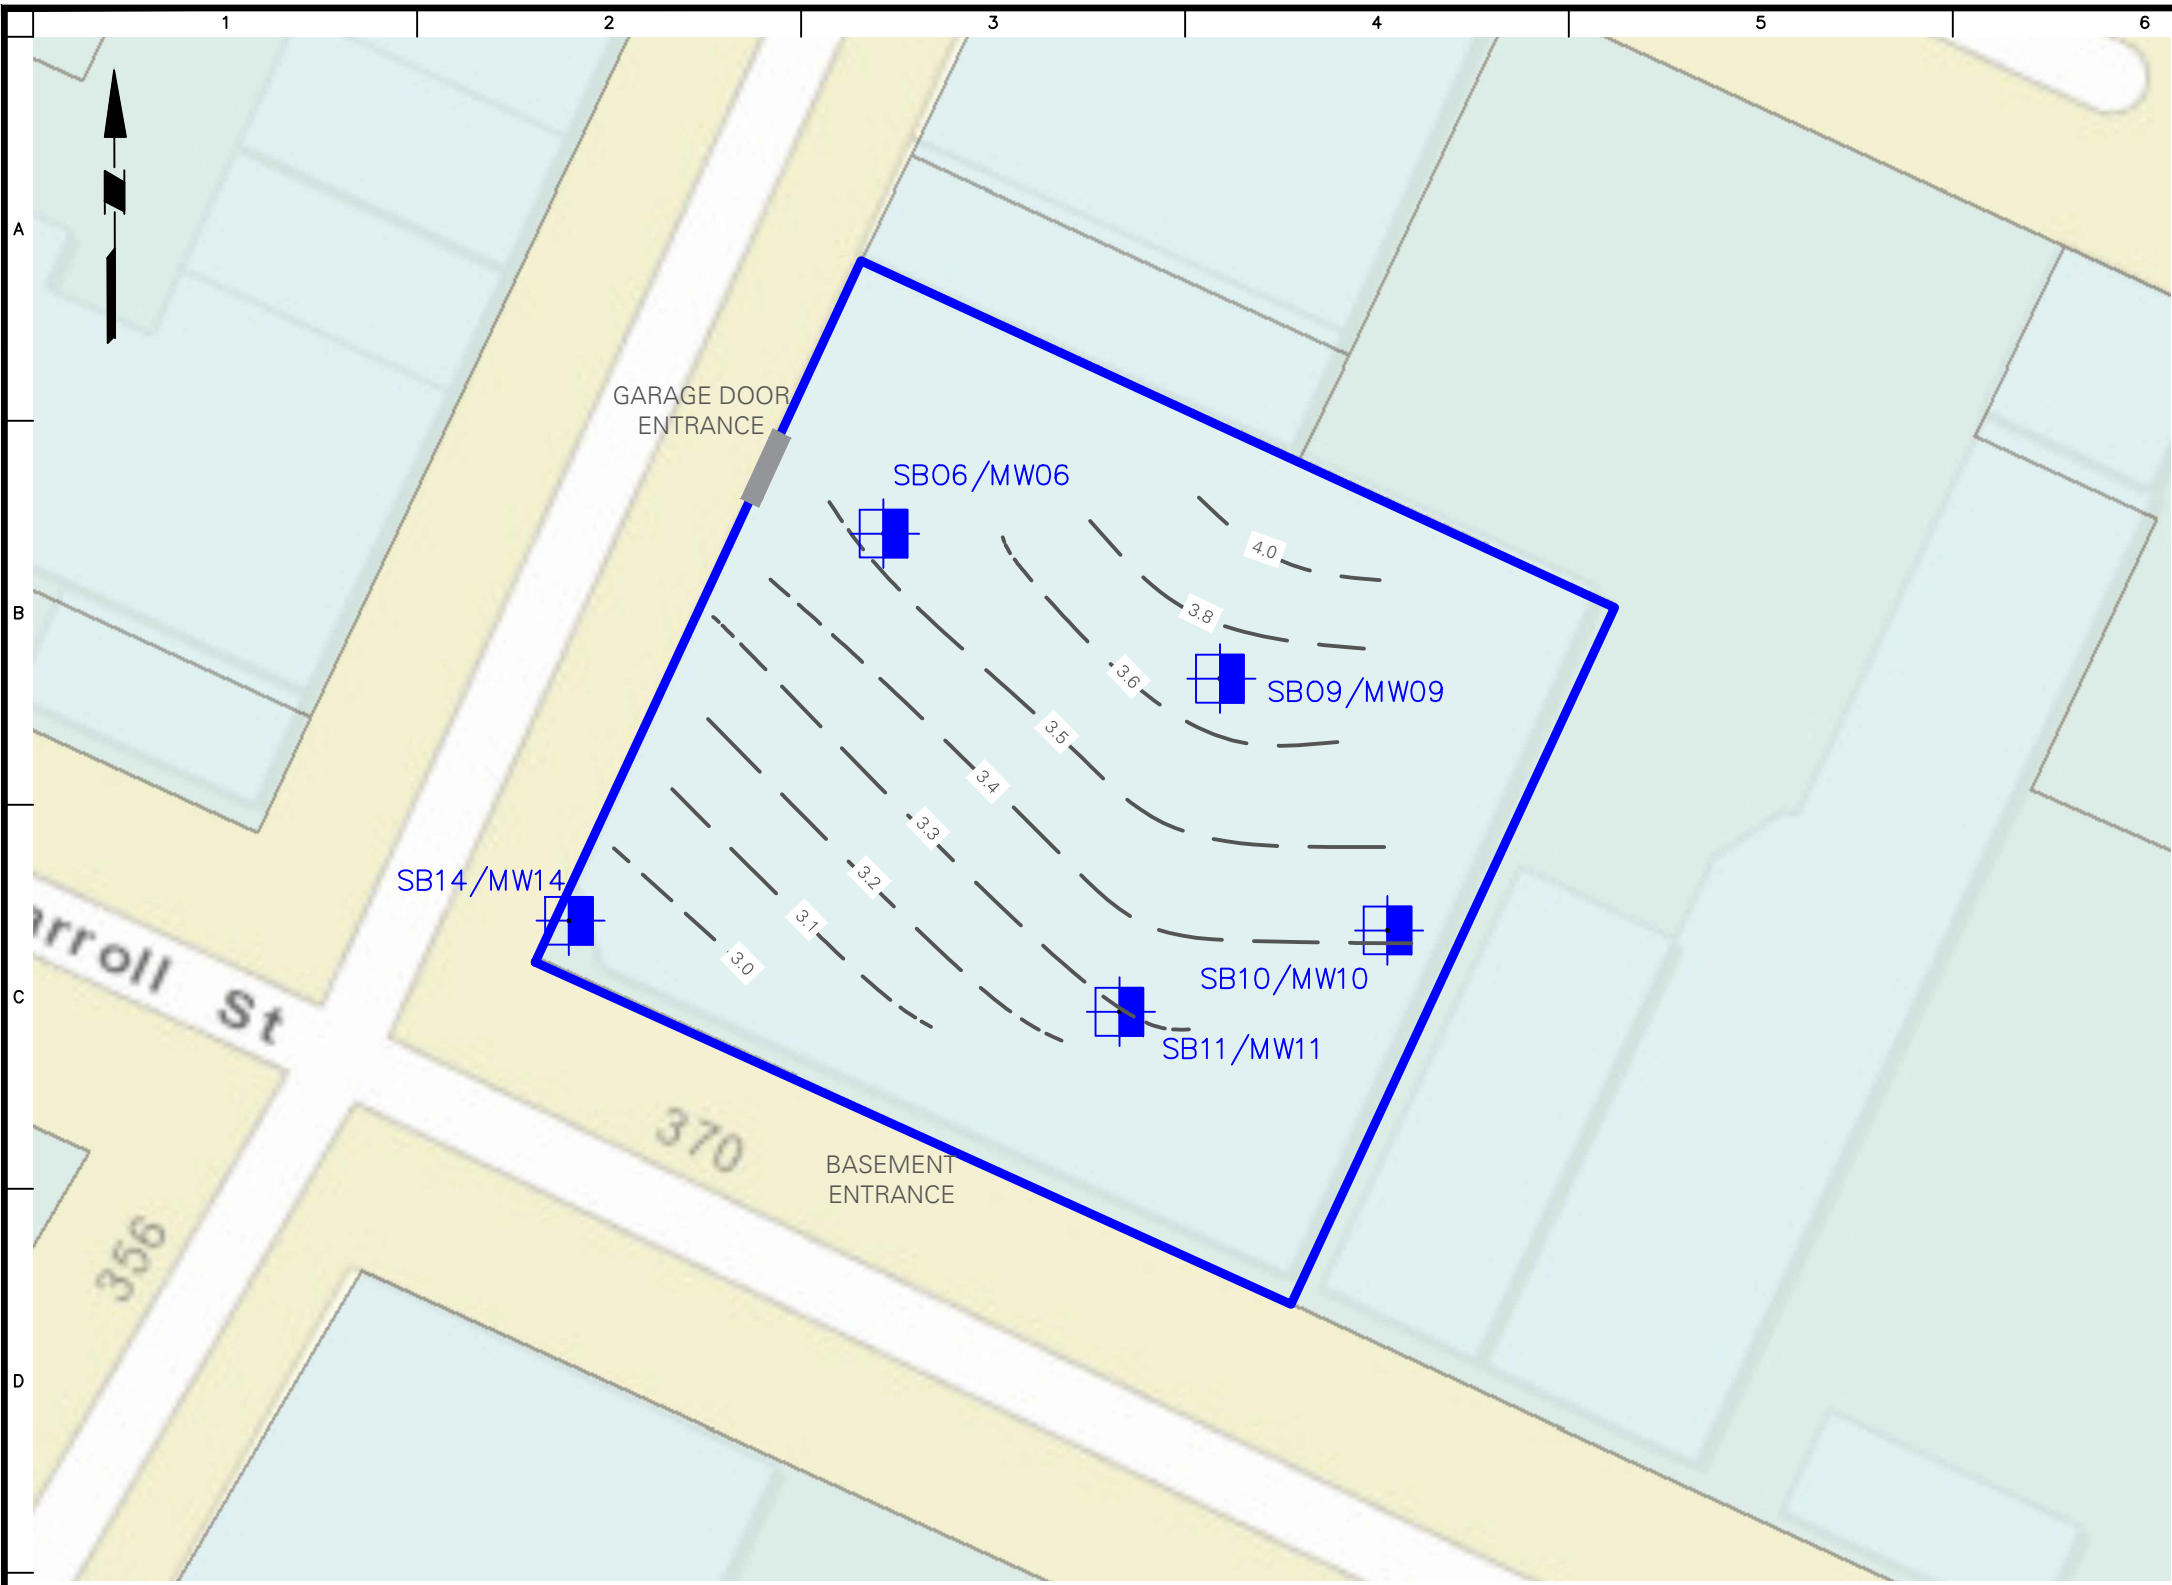 1 2 3 4 5 6
A
GARAGE DOOR
ENTRANCE
SB06/MW06
4.0
B
3.8
3.6
SB09/MW09
3.5
3.4
3.3
3.2
SB14/MW14
3.1
3.0
SB10/MW10
C
St
SB11/MW11
370
BASEMENT
ENTRANCE
356
D